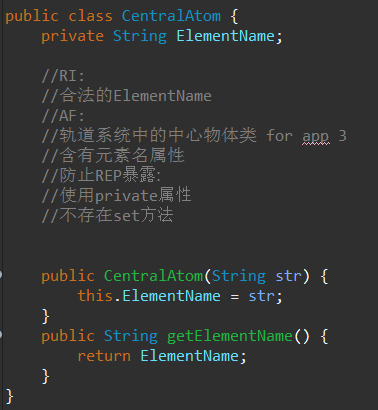 public class CentralAtom {
    private String ElementName;
    //RI:
    //合法的ElementName
    //AF:
    //轨道系统中的中心物体类 for app 3
    //含有元素名属性
    //防止REP暴露:
    //使用private属性
    //不存在set方法
    public CentralAtom(String str) {
        this.ElementName = str;
    }
    public String getElementName() {
        return ElementName;
    }
}